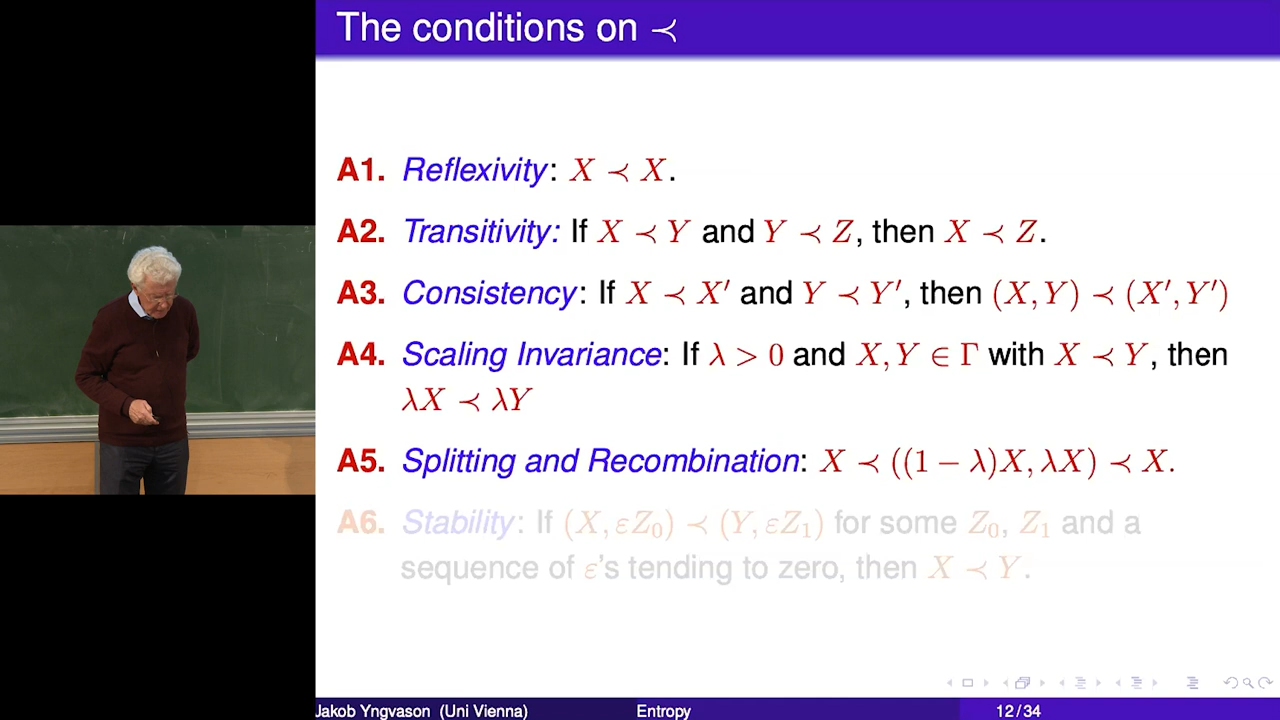 The conditions on ≺
A1. Reflexivity: X ≺ X.
A2. Transitivity: If X ≺ Y and Y ≺ Z, then X ≺ Z.
A3. Consistency: If X ≺ X′ and Y ≺ Y′, then (X, Y) ≺ (X′, Y′)
A4. Scaling Invariance: If λ > 0 and X, Y ∈ Γ with X ≺ Y, then
λX ≺ λY
A5. Splitting and Recombination: X ≺ ((1 − λ)X, λX) ≺ X.
A6. Stability: If (X, εZ₀) ≺ (Y, εZ₁) for some Z₀, Z₁ and a
sequence of ε's tending to zero, then X ≺ Y.
Jakob Yngvason (Uni Vienna) Entropy 12/34